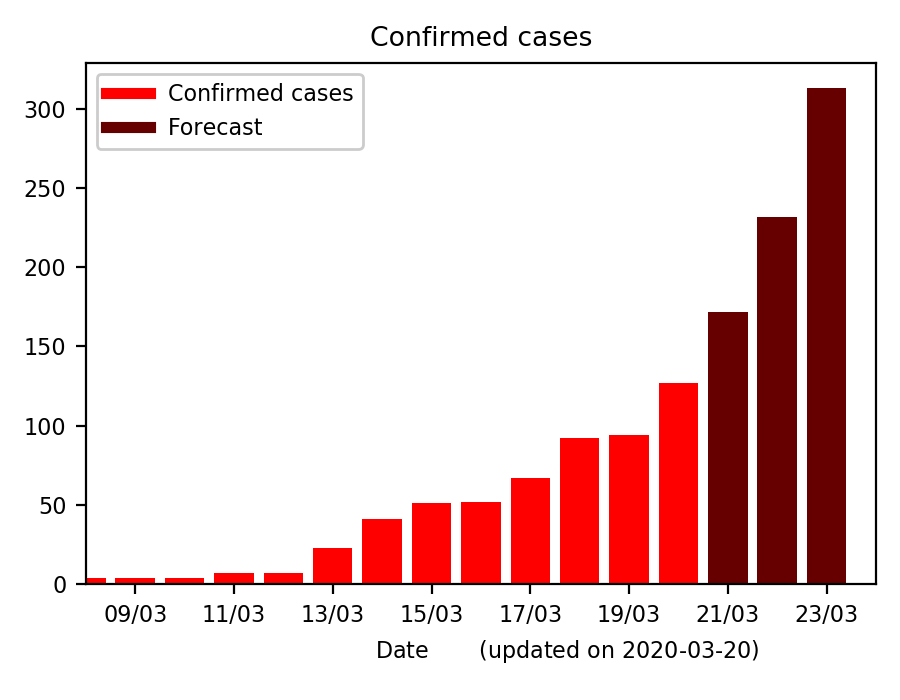 Confirmed cases
Confirmed cases
Forecast
300
250
200
150
100
50
0
09/03 11/03 13/03 15/03 17/03 19/03 21/03 23/03
Date (updated on 2020-03-20)